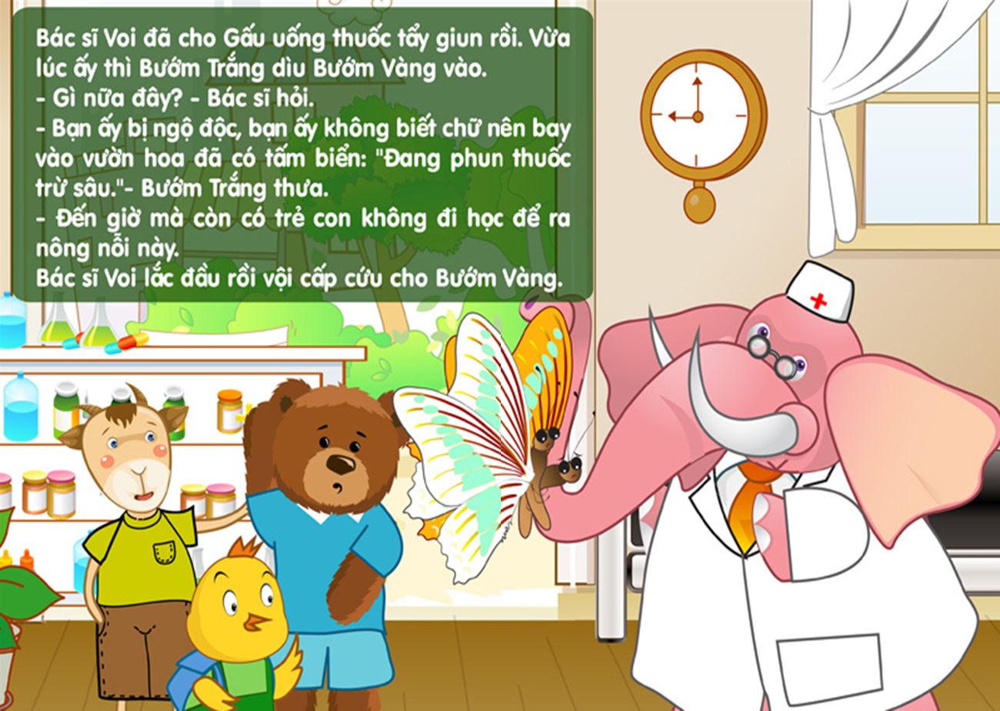 Bác sĩ Voi đã cho Gấu uống thuốc tẩy giun rồi. Vừa
lúc ấy thì Bướm Trắng dìu Bướm Vàng vào.
- Gì nữa đây? - Bác sĩ hỏi.
- Bạn ấy bị ngộ độc, bạn ấy không biết chữ nên bay
vào vườn hoa đã có tấm biển: "Đang phun thuốc
trừ sâu."- Bướm Trắng thưa.
- Đến giờ mà còn có trẻ con không đi học để ra
nông nỗi này.
Bác sĩ Voi lắc đầu rồi vội cấp cứu cho Bướm Vàng.